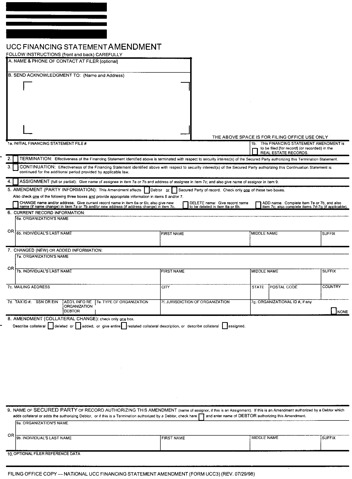 UCC FINANCING STATEMENT AMENDMENT
FOLLOW INSTRUCTIONS (front and back) CAREFULLY
A. NAME & PHONE OF CONTACT AT FILER [optional]
B. SEND ACKNOWLEDGMENT TO: (Name and Address)
THE ABOVE SPACE IS FOR FILING OFFICE USE ONLY
1a. INITIAL FINANCING STATEMENT FILE #
1b. This FINANCING STATEMENT AMENDMENT is
to be filed [for record] (or recorded) in the
REAL ESTATE RECORDS.
2. TERMINATION: Effectiveness of the Financing Statement identified above is terminated with respect to security interest(s) of the Secured Party authorizing this Termination Statement.
3. CONTINUATION: Effectiveness of the Financing Statement identified above with respect to security interest(s) of the Secured Party authorizing this Continuation Statement is
continued for the additional period provided by applicable law.
4. ASSIGNMENT (full or partial): Give name of assignee in item 7a or 7b and address of assignee in item 7c; and also give name of assignor in item 9.
5. AMENDMENT (PARTY INFORMATION): This Amendment affects Debtor or Secured Party of record. Check only one of these two boxes.
Also check one of the following three boxes and provide appropriate information in items 6 and/or 7.
CHANGE name and/or address: Give current record name in item 6a or 6b; also give new
name (if name change) in item 7a or 7b and/or new address (if address change) in item 7c.
DELETE name: Give record name
to be deleted in item 6a or 6b.
ADD name: Complete item 7a or 7b, and also
item 7c; also complete items 7d-7g (if applicable)
6. CURRENT RECORD INFORMATION:
6a. ORGANIZATION'S NAME
OR
6b. INDIVIDUAL'S LAST NAME FIRST NAME MIDDLE NAME SUFFIX
7. CHANGED (NEW) OR ADDED INFORMATION:
7a. ORGANIZATION'S NAME
OR
7b. INDIVIDUAL'S LAST NAME FIRST NAME MIDDLE NAME SUFFIX
7c. MAILING ADDRESS CITY STATE POSTAL CODE COUNTRY
7d. TAX ID #: SSN OR EIN ADD'L INFO RE ORGANIZATION DEBTOR 7e. TYPE OF ORGANIZATION 7f. JURISDICTION OF ORGANIZATION 7g. ORGANIZATIONAL ID #, if any
NONE
8. AMENDMENT (COLLATERAL CHANGE): check only one box.
Describe collateral deleted or added, or give entire restated collateral description, or describe collateral assigned.
9. NAME OF SECURED PARTY OF RECORD AUTHORIZING THIS AMENDMENT (name of assignor, if this is an Assignment). If this is an Amendment authorized by a Debtor which
adds collateral or adds the authorizing Debtor, or if this is a Termination authorized by a Debtor, check here and enter name of DEBTOR authorizing this Amendment.
9a. ORGANIZATION'S NAME
OR
9b. INDIVIDUAL'S LAST NAME FIRST NAME MIDDLE NAME SUFFIX
10. OPTIONAL FILER REFERENCE DATA
FILING OFFICE COPY — NATIONAL UCC FINANCING STATEMENT AMENDMENT (FORM UCC3) (REV. 07/29/98)